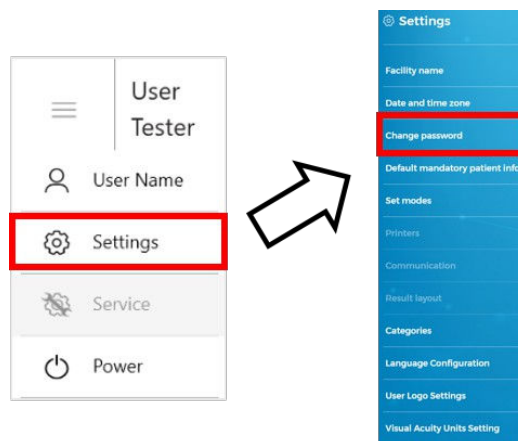 User
Tester
User Name
Settings
Service
Power
Settings
Facility name
Date and time zone
Change password
Default mandatory patient info
Set modes
Printers
Communication
Result layout
Categories
Language Configuration
User Logo Settings
Visual Acuity Units Setting